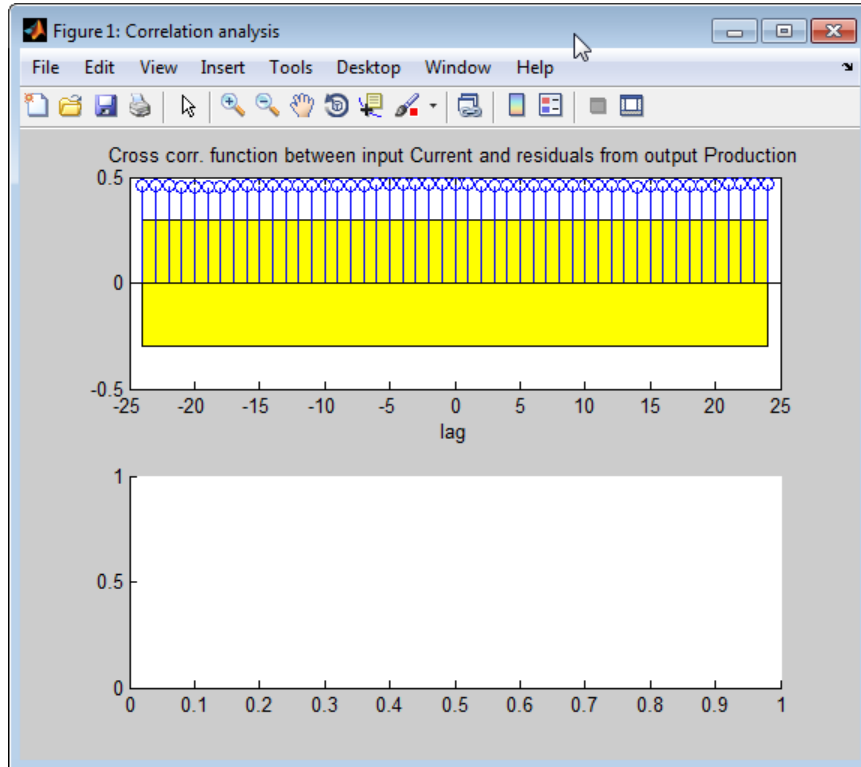 Figure 1: Correlation analysis
File Edit View Insert Tools Desktop Window Help
Cross corr. function between input Current and residuals from output Production
0.5
0
-0.5
-25 -20 -15 -10 -5 0 5 10 15 20 25
lag
1
0.5
0
0 0.1 0.2 0.3 0.4 0.5 0.6 0.7 0.8 0.9 1